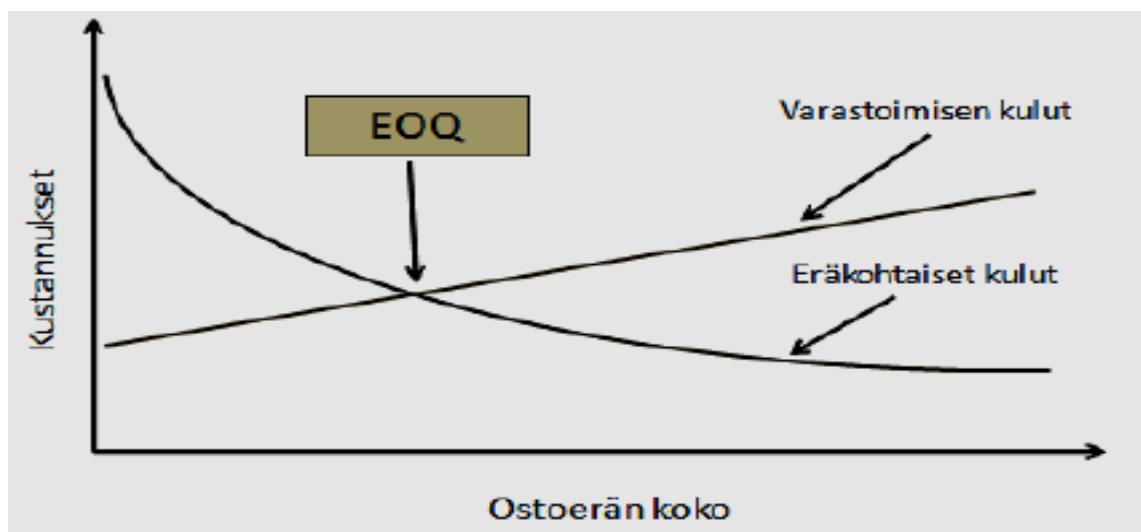 EOQ
Varastoimisen kulut
Eräkohtaiset kulut
Kustannukset
Ostoerän koko